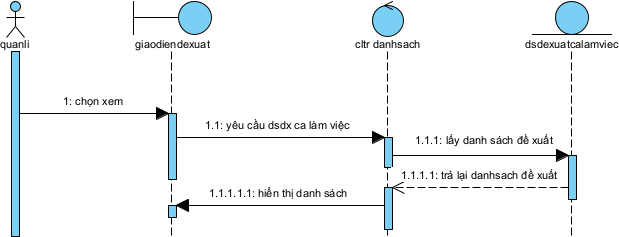 quanli
giaodiendexuat
cltr danhsach
dsdexuatcalamviec
1: chọn xem
1.1: yêu cầu dsdx ca làm việc
1.1.1: lấy danh sách đề xuất
1.1.1.1: trả lại danhsach đề xuất
1.1.1.1.1: hiển thị danh sách